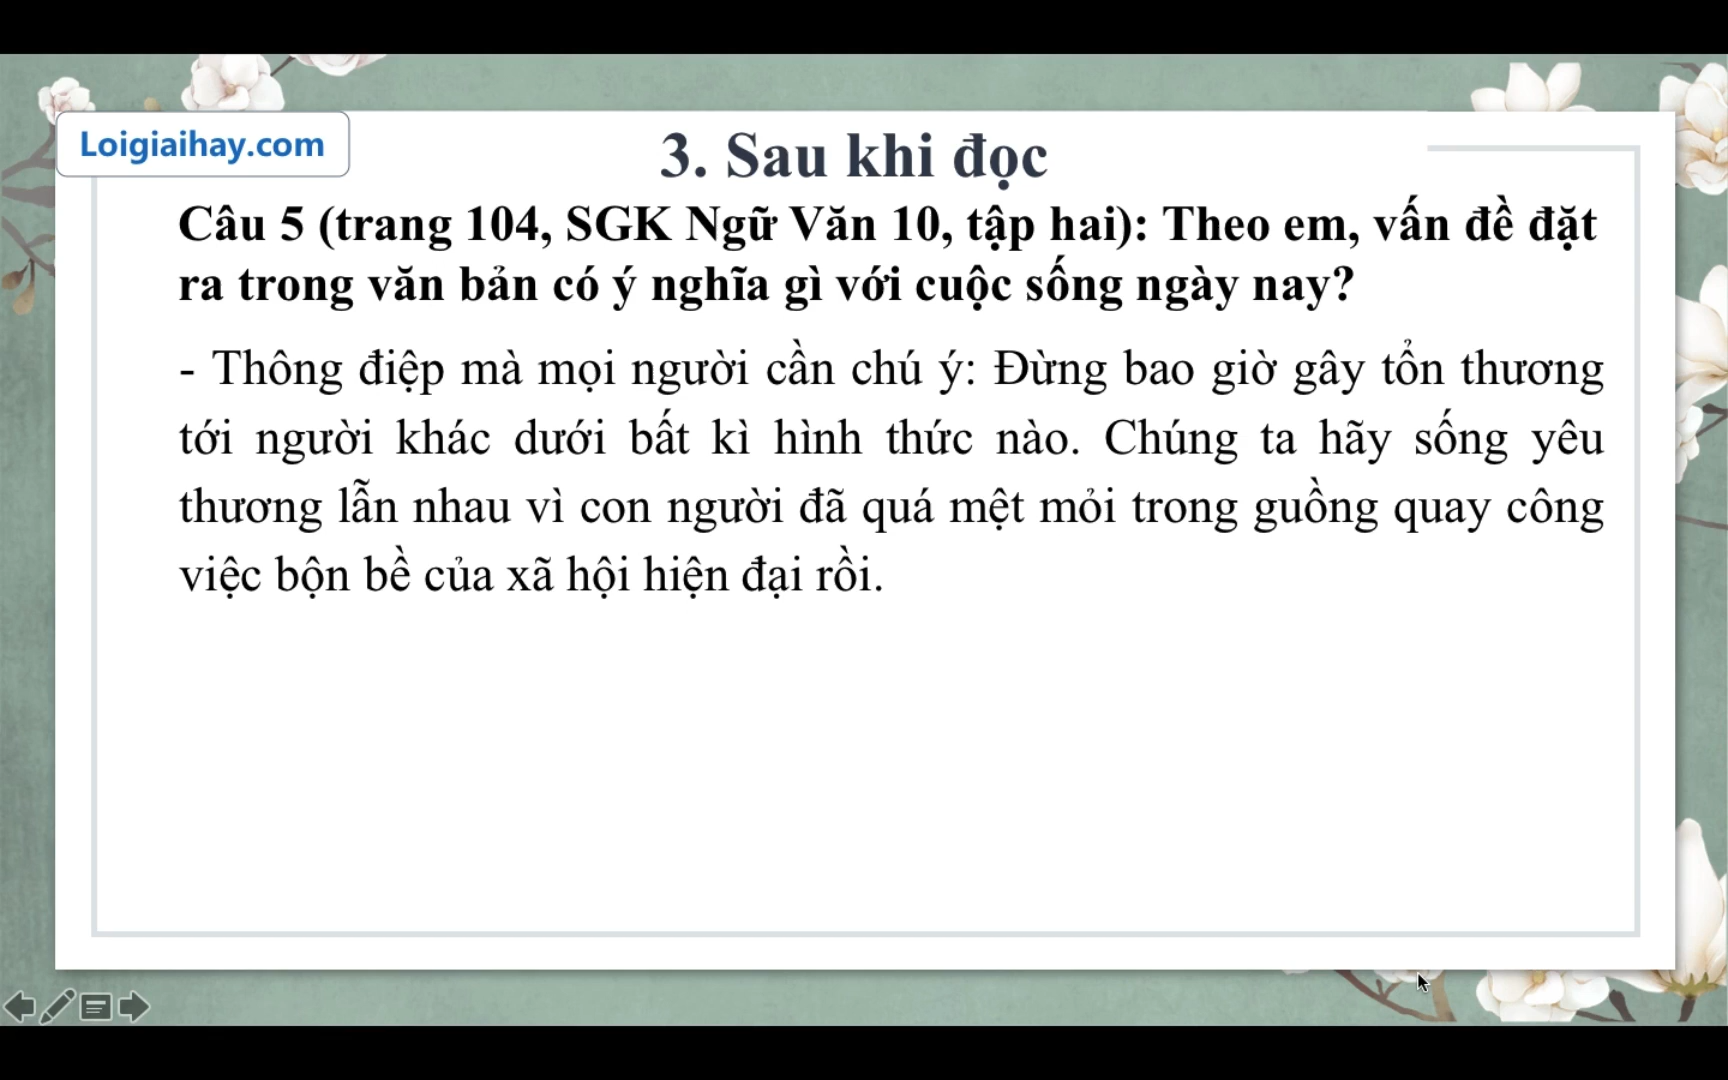 Loigiaihay.com
3. Sau khi đọc
Câu 5 (trang 104, SGK Ngữ Văn 10, tập hai): Theo em, vấn đề đặt
ra trong văn bản có ý nghĩa gì với cuộc sống ngày nay?
- Thông điệp mà mọi người cần chú ý: Đừng bao giờ gây tổn thương
tới người khác dưới bất kì hình thức nào. Chúng ta hãy sống yêu
thương lẫn nhau vì con người đã quá mệt mỏi trong guồng quay công
việc bộn bề của xã hội hiện đại rồi.